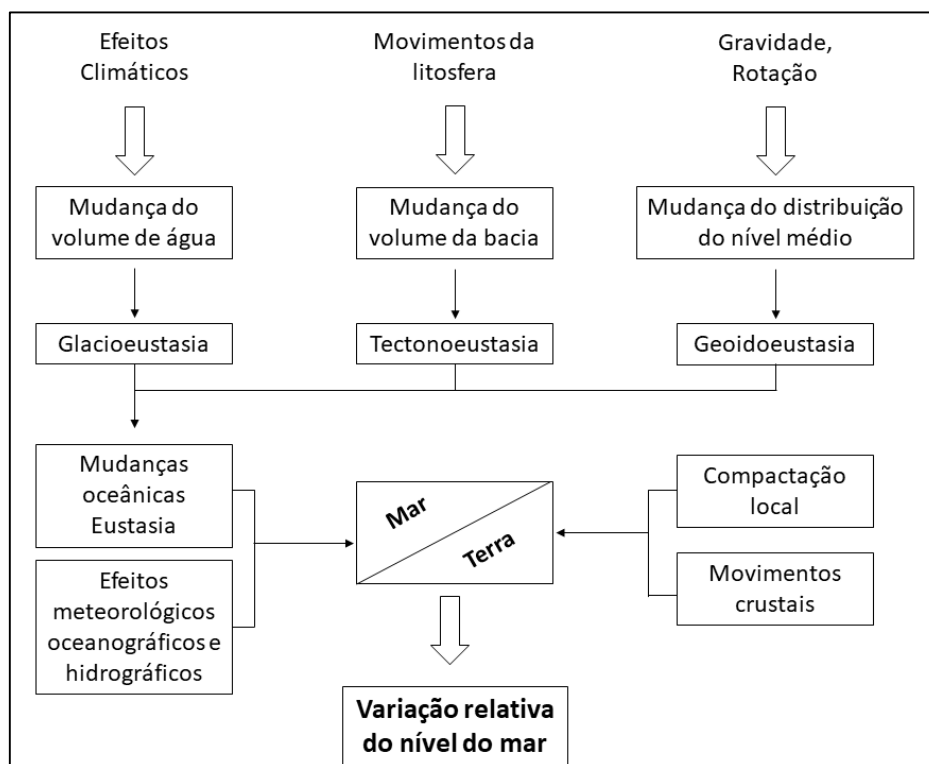 Efeitos
Climáticos
Movimentos da
litosfera
Gravidade,
Rotação
Mudança do
volume de água
Mudança do
volume da bacia
Mudança do distribuição
do nível médio
Glacioeustasia
Tectonoeustasia
Geoidoeustasia
Mudanças
oceânicas
Eustasia
Efeitos
meteorológicos
oceanográficos e
hidrográficos
Mar
Terra
Compactação
local
Movimentos
crustais
Variação relativa
do nível do mar